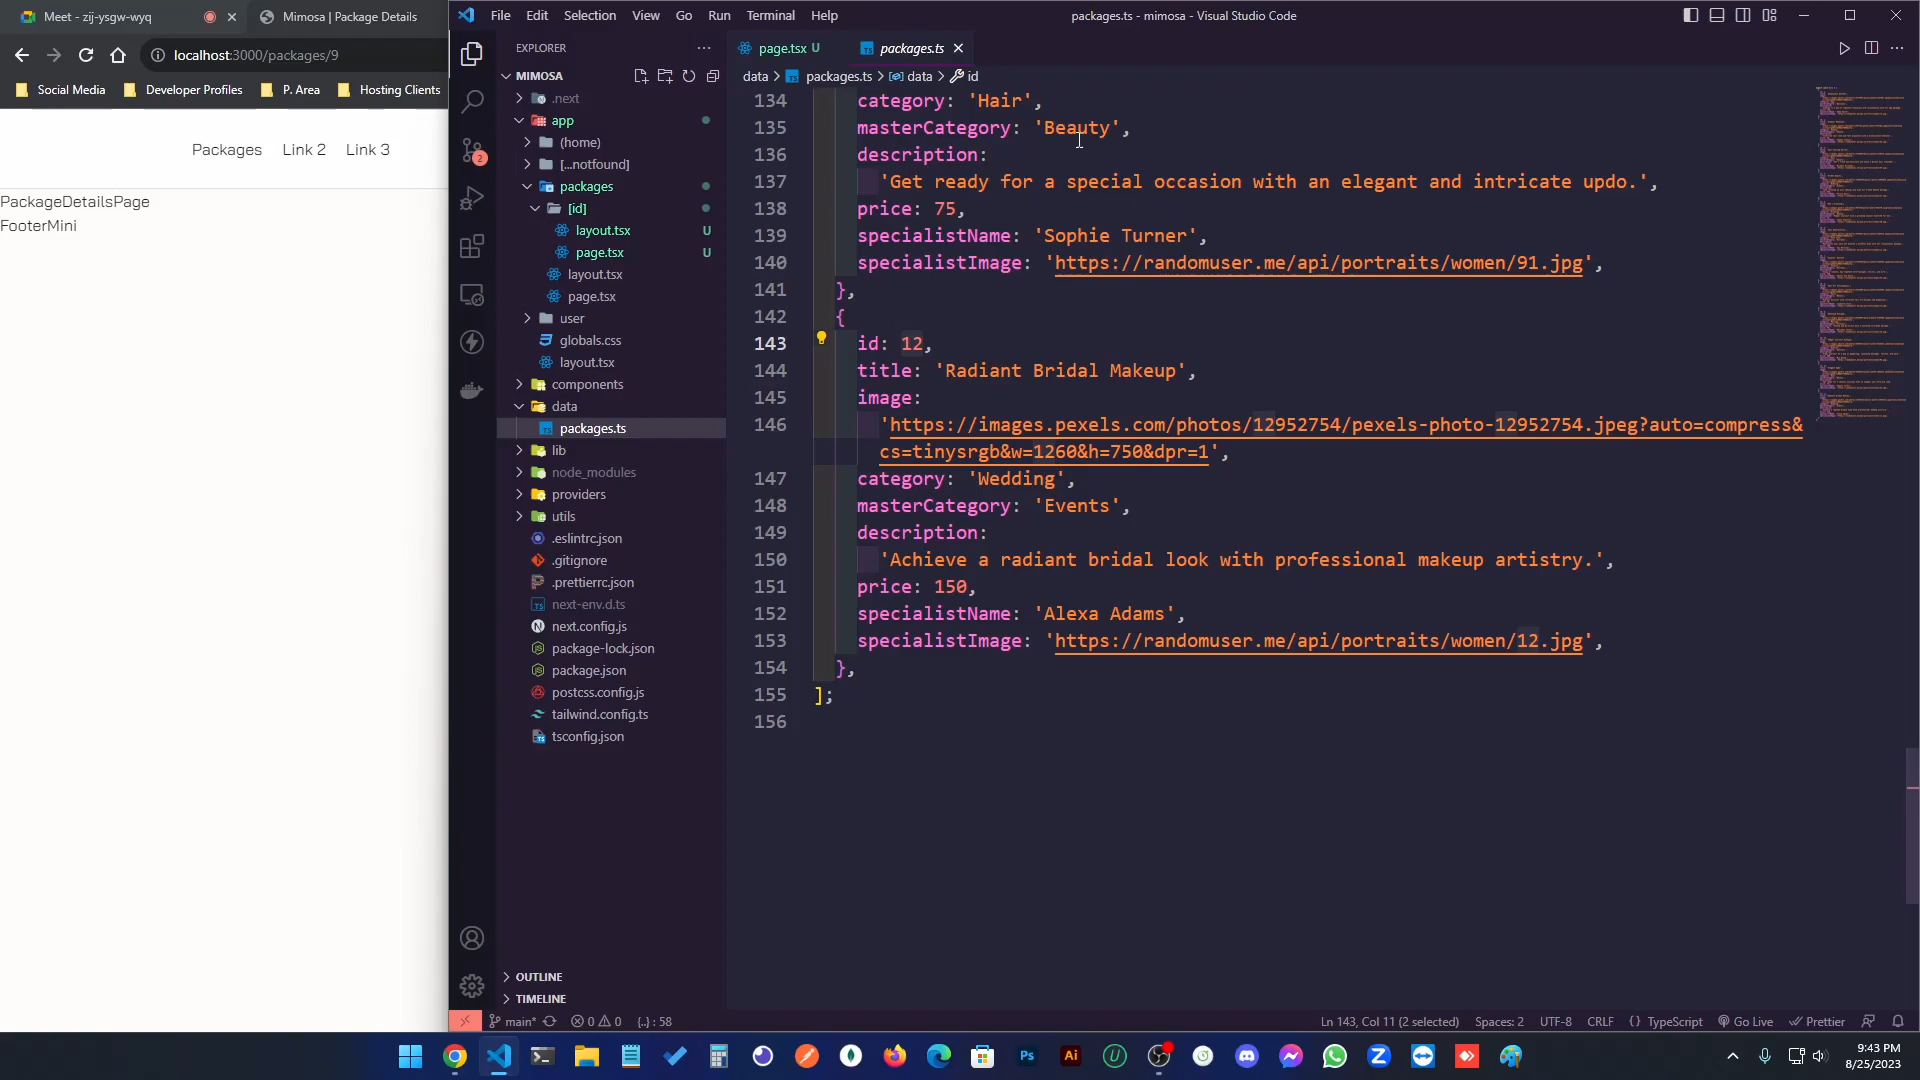 Meet - zij-ysgw-wyq
Mimosa | Package Details
localhost:3000/packages/9
Social Media
Developer Profiles
P. Area
Hosting Clients
Packages
Link 2
Link 3
PackageDetailsPage
FooterMini
File
Edit
Selection
View
Go
Run
Terminal
Help
packages.ts - mimosa - Visual Studio Code
EXPLORER
MIMOSA
.next
app
(home)
[...notfound]
packages
[id]
layout.tsx U
page.tsx U
layout.tsx
page.tsx
user
globals.css
layout.tsx
components
data
packages.ts
lib
node_modules
providers
utils
.eslintrc.json
.gitignore
.prettierrc.json
next-env.d.ts
next.config.js
package-lock.json
package.json
postcss.config.js
tailwind.config.ts
tsconfig.json
OUTLINE
TIMELINE
2
page.tsx U
packages.ts
data > packages.ts > data > id
134 category: 'Hair',
135 masterCategory: 'Beauty',
136 description:
137 'Get ready for a special occasion with an elegant and intricate updo.',
138 price: 75,
139 specialistName: 'Sophie Turner',
140 specialistImage: 'https://randomuser.me/api/portraits/women/91.jpg',
141 },
142 {
143 id: 12,
144 title: 'Radiant Bridal Makeup',
145 image:
146 'https://images.pexels.com/photos/12952754/pexels-photo-12952754.jpeg?auto=compress&
cs=tinysrgb&w=1260&h=750&dpr=1',
147 category: 'Wedding',
148 masterCategory: 'Events',
149 description:
150 'Achieve a radiant bridal look with professional makeup artistry.',
151 price: 150,
152 specialistName: 'Alexa Adams',
153 specialistImage: 'https://randomuser.me/api/portraits/women/12.jpg',
154 },
155 ];
156
main*
0
0
{..} : 58
Ln 143, Col 11 (2 selected)
Spaces: 2
UTF-8
CRLF
{} TypeScript
Go Live
Prettier
Ps
Ai
9:43 PM
8/25/2023